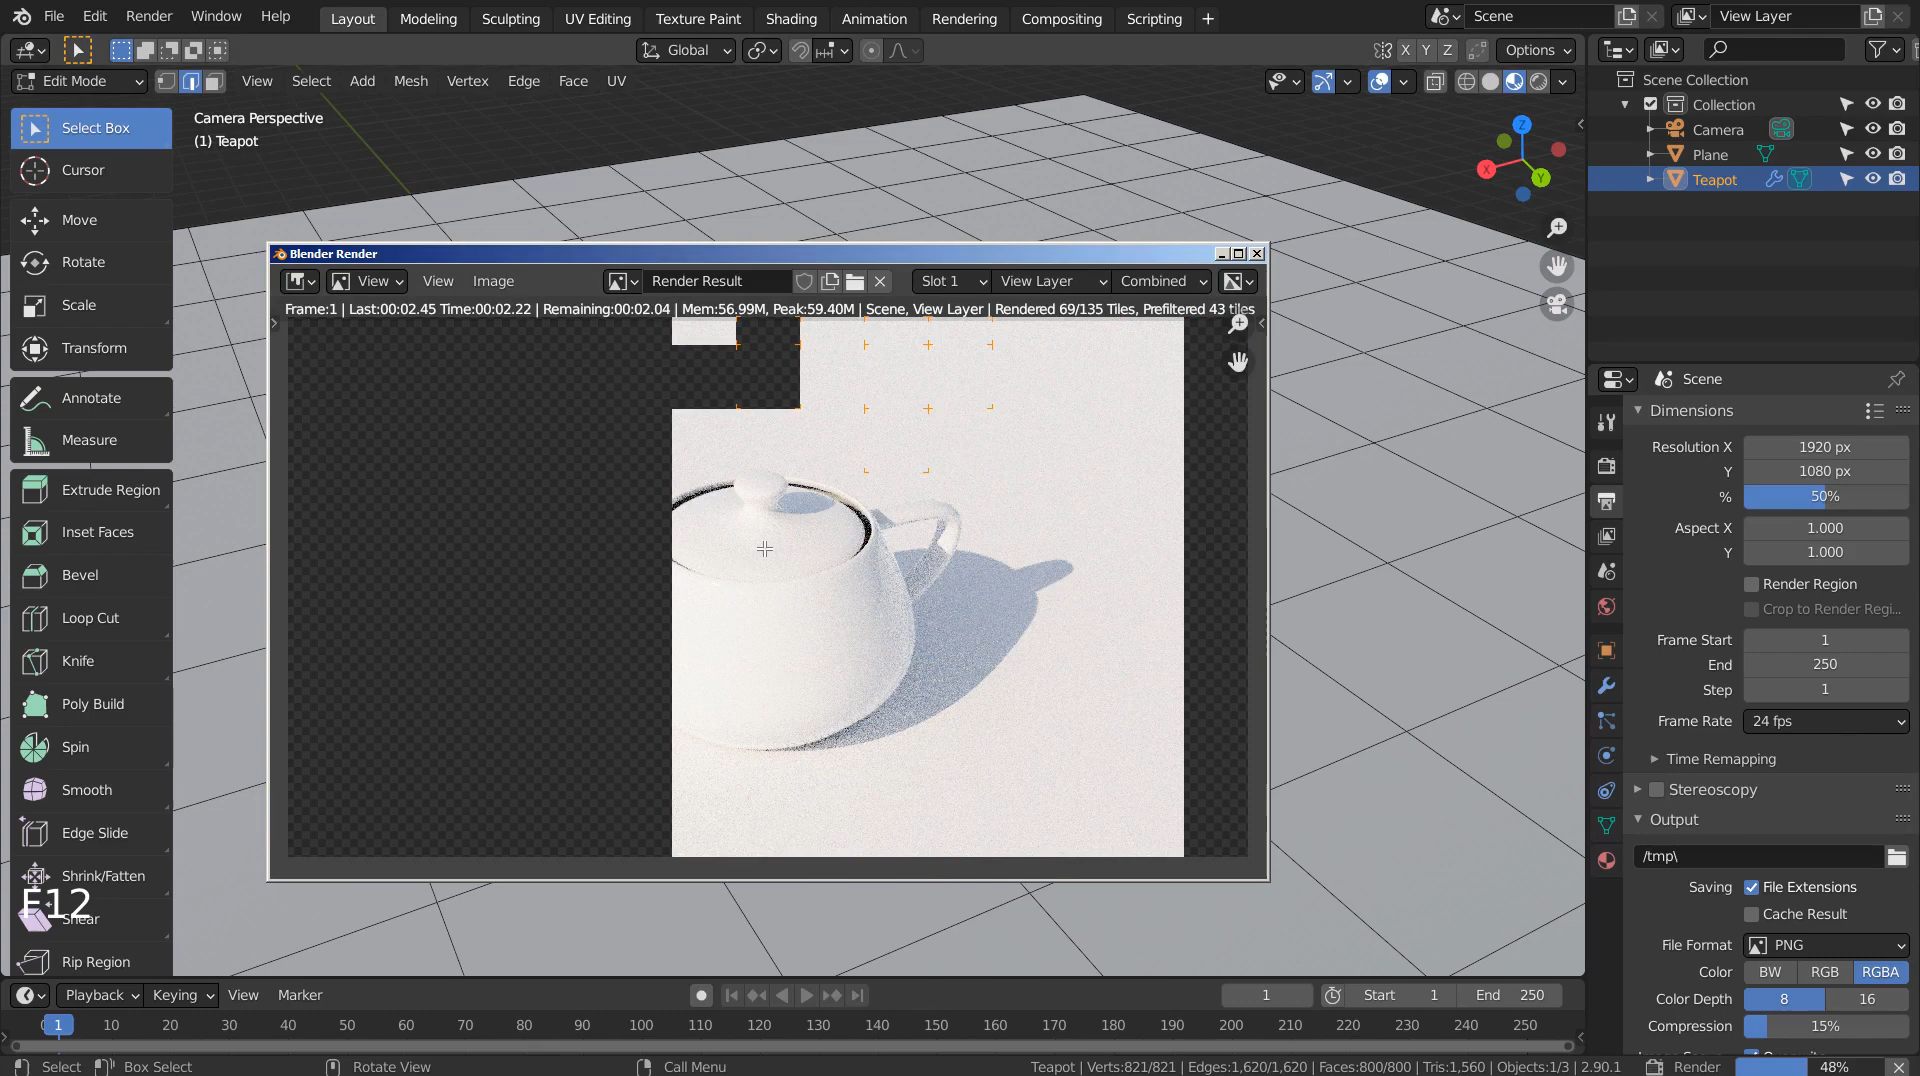 File Edit Render Window Help Layout Modeling Sculpting UV Editing Texture Paint Shading Animation Rendering Compositing Scripting + Scene View Layer
Global X Y Z Options
Edit Mode View Select Add Mesh Vertex Edge Face UV
Scene Collection
Collection
Camera
Plane
Teapot
Camera Perspective
(1) Teapot
Z
X
Y
Select Box
Cursor
Move
Rotate
Scale
Transform
Annotate
Measure
Extrude Region
Inset Faces
Bevel
Loop Cut
Knife
Poly Build
Spin
Smooth
Edge Slide
Shrink/Fatten
Shear
Rip Region
F12
Blender Render
View View Image Render Result Slot 1 View Layer Combined
Frame:1 | Last:00:02.45 Time:00:02.22 | Remaining:00:02.04 | Mem:56.99M, Peak:59.40M | Scene, View Layer | Rendered 69/135 Tiles, Prefiltered 43 tiles
Scene
Dimensions
Resolution X 1920 px
Y 1080 px
% 50%
Aspect X 1.000
Y 1.000
Render Region
Crop to Render Regi...
Frame Start 1
End 250
Step 1
Frame Rate 24 fps
Time Remapping
Stereoscopy
Output
/tmp\
Saving File Extensions
Cache Result
File Format PNG
Color BW RGB RGBA
Color Depth 8 16
Compression 15%
Playback Keying View Marker 1 Start 1 End 250
1 10 20 30 40 50 60 70 80 90 100 110 120 130 140 150 160 170 180 190 200 210 220 230 240 250
Select Box Select Rotate View Call Menu Teapot | Verts:821/821 | Edges:1,620/1,620 | Faces:800/800 | Tris:1,560 | Objects:1/3 | 2.90.1 Render 48%